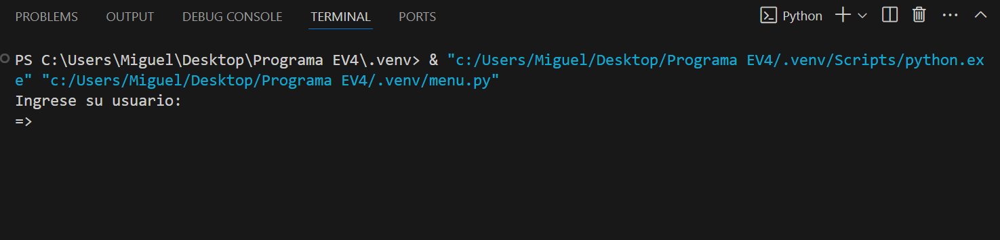 PROBLEMS OUTPUT DEBUG CONSOLE TERMINAL PORTS Python
PS C:\Users\Miguel\Desktop\Programa EV4\.venv> & "c:/Users/Miguel/Desktop/Programa EV4/.venv/Scripts/python.ex
e" "c:/Users/Miguel/Desktop/Programa EV4/.venv/menu.py"
Ingrese su usuario:
=>